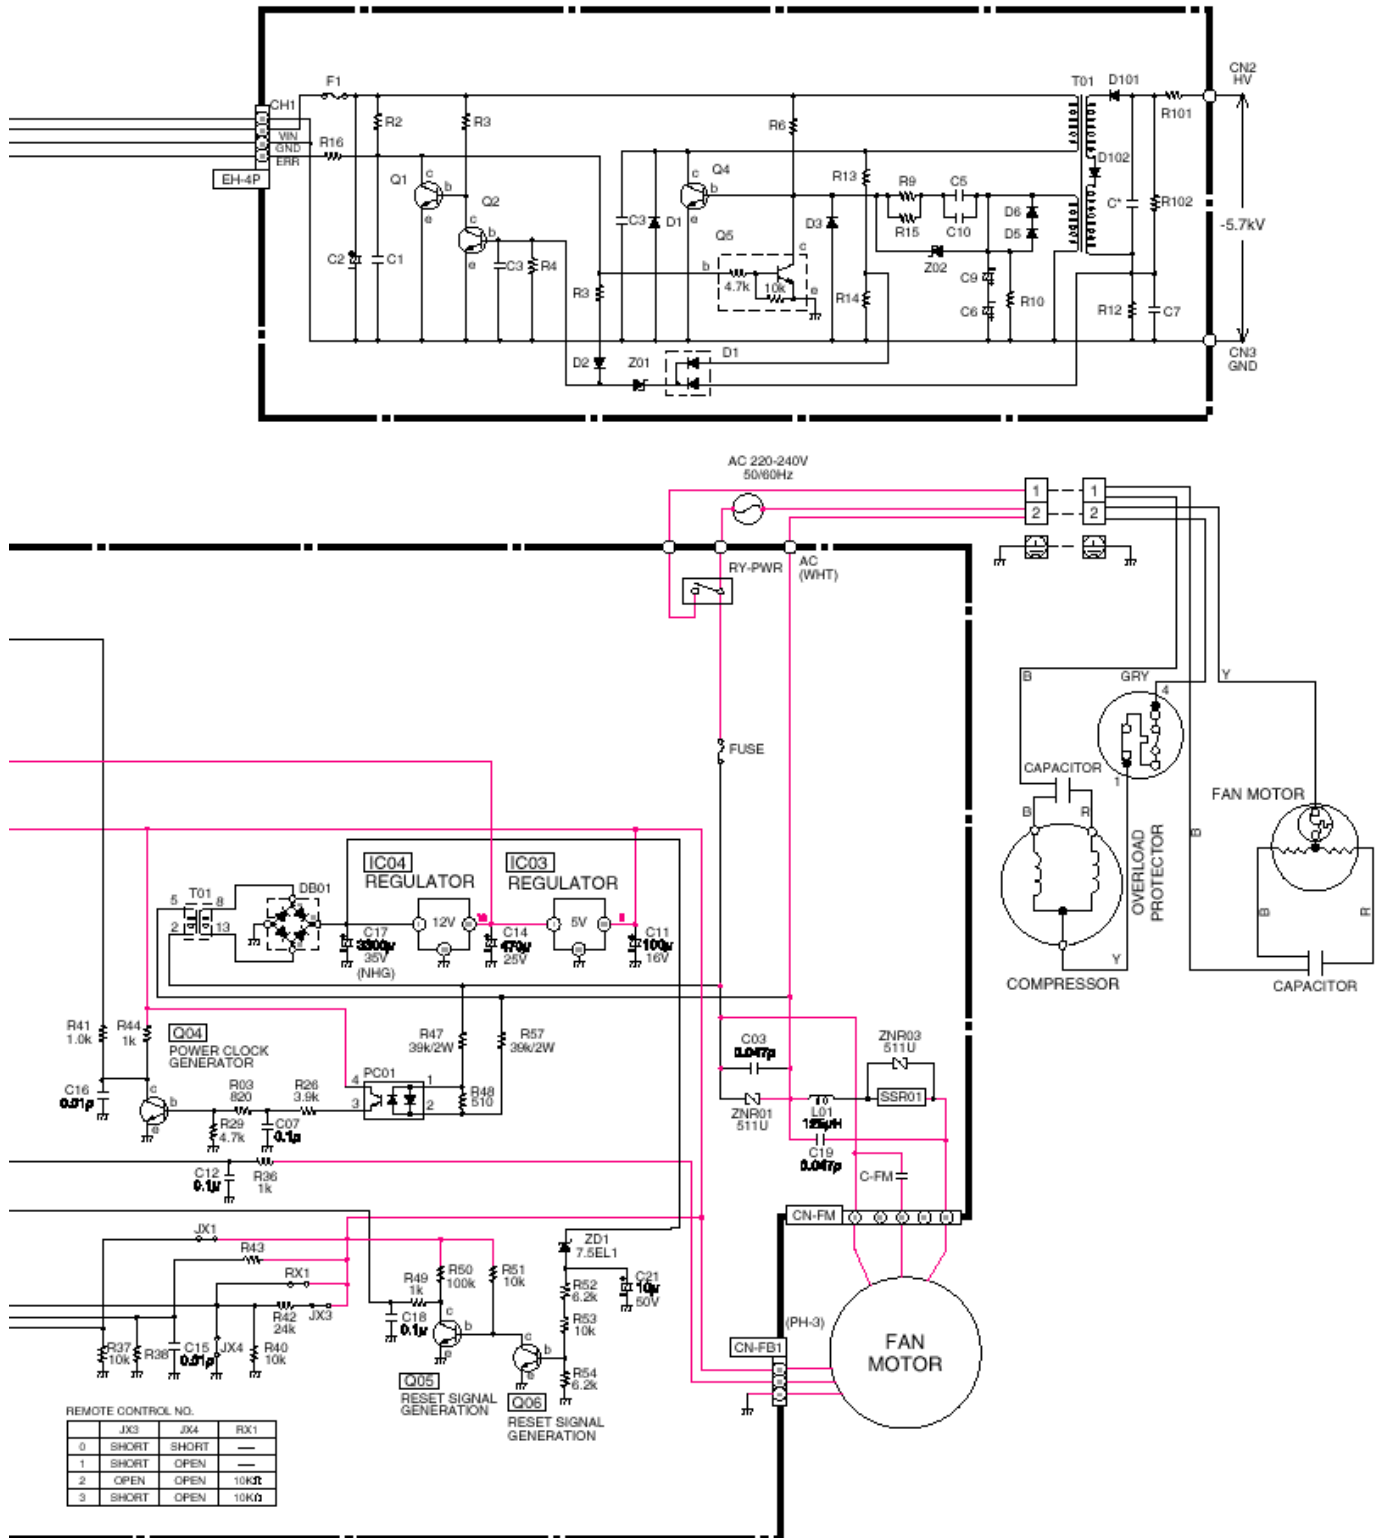 F1
T01
D101
CN2
HV
CH1
R2
R3
R6
R101
VIN
GND
ERR
R16
EH-4P
D102
Q1
c
b
e
Q2
c
b
e
Q4
c
b
e
R13
R9
C5
R15
C10
D6
D5
C*
R102
-5.7kV
C3
D1
Q5
c
b
e
4.7k
10k
D3
Z02
C2
C1
C3
R4
R3
R14
C9
C6
R10
R12
C7
D2
Z01
D1
CN3
GND
AC 220-240V
50/60Hz
1
1
2
2
RY-PWR
AC
(WHT)
B
GRY
4
Y
FUSE
CAPACITOR
1
B
R
OVERLOAD
PROTECTOR
FAN MOTOR
B
B
R
Y
COMPRESSOR
CAPACITOR
IC04
REGULATOR
IC03
REGULATOR
T01
5
8
2
13
DB01
12V
5V
C17
3300μ
35V
(NHG)
C14
470μ
25V
C11
100μ
16V
R41
1.0k
R44
1k
Q04
POWER CLOCK
GENERATOR
R47
39k/2W
R57
39k/2W
C03
0.047μ
ZNR03
511U
C16
0.01μ
c
b
e
R03
820
R26
3.9k
PC01
4
1
3
2
R48
510
SSR01
R29
4.7k
C07
0.1μ
ZNR01
511U
L01
125μH
C19
0.047μ
C12
0.1μ
R36
1k
C-FM
CN-FM
JX1
R43
RX1
ZD1
7.5EL1
R49
1k
R50
100k
R51
10k
R52
6.2k
C21
10μ
50V
R42
24k
JX3
C18
0.1μ
c
b
e
R53
10k
c
b
e
R37
10k
R38
C15
0.01μ
JX4
R40
10k
R54
6.2k
(PH-3)
CN-FB1
FAN
MOTOR
Q05
RESET SIGNAL
GENERATION
Q06
RESET SIGNAL
GENERATION
REMOTE CONTROL NO.
JX3 JX4 RX1
0 SHORT SHORT —
1 SHORT OPEN —
2 OPEN OPEN 10KΩ
3 SHORT OPEN 10KΩ